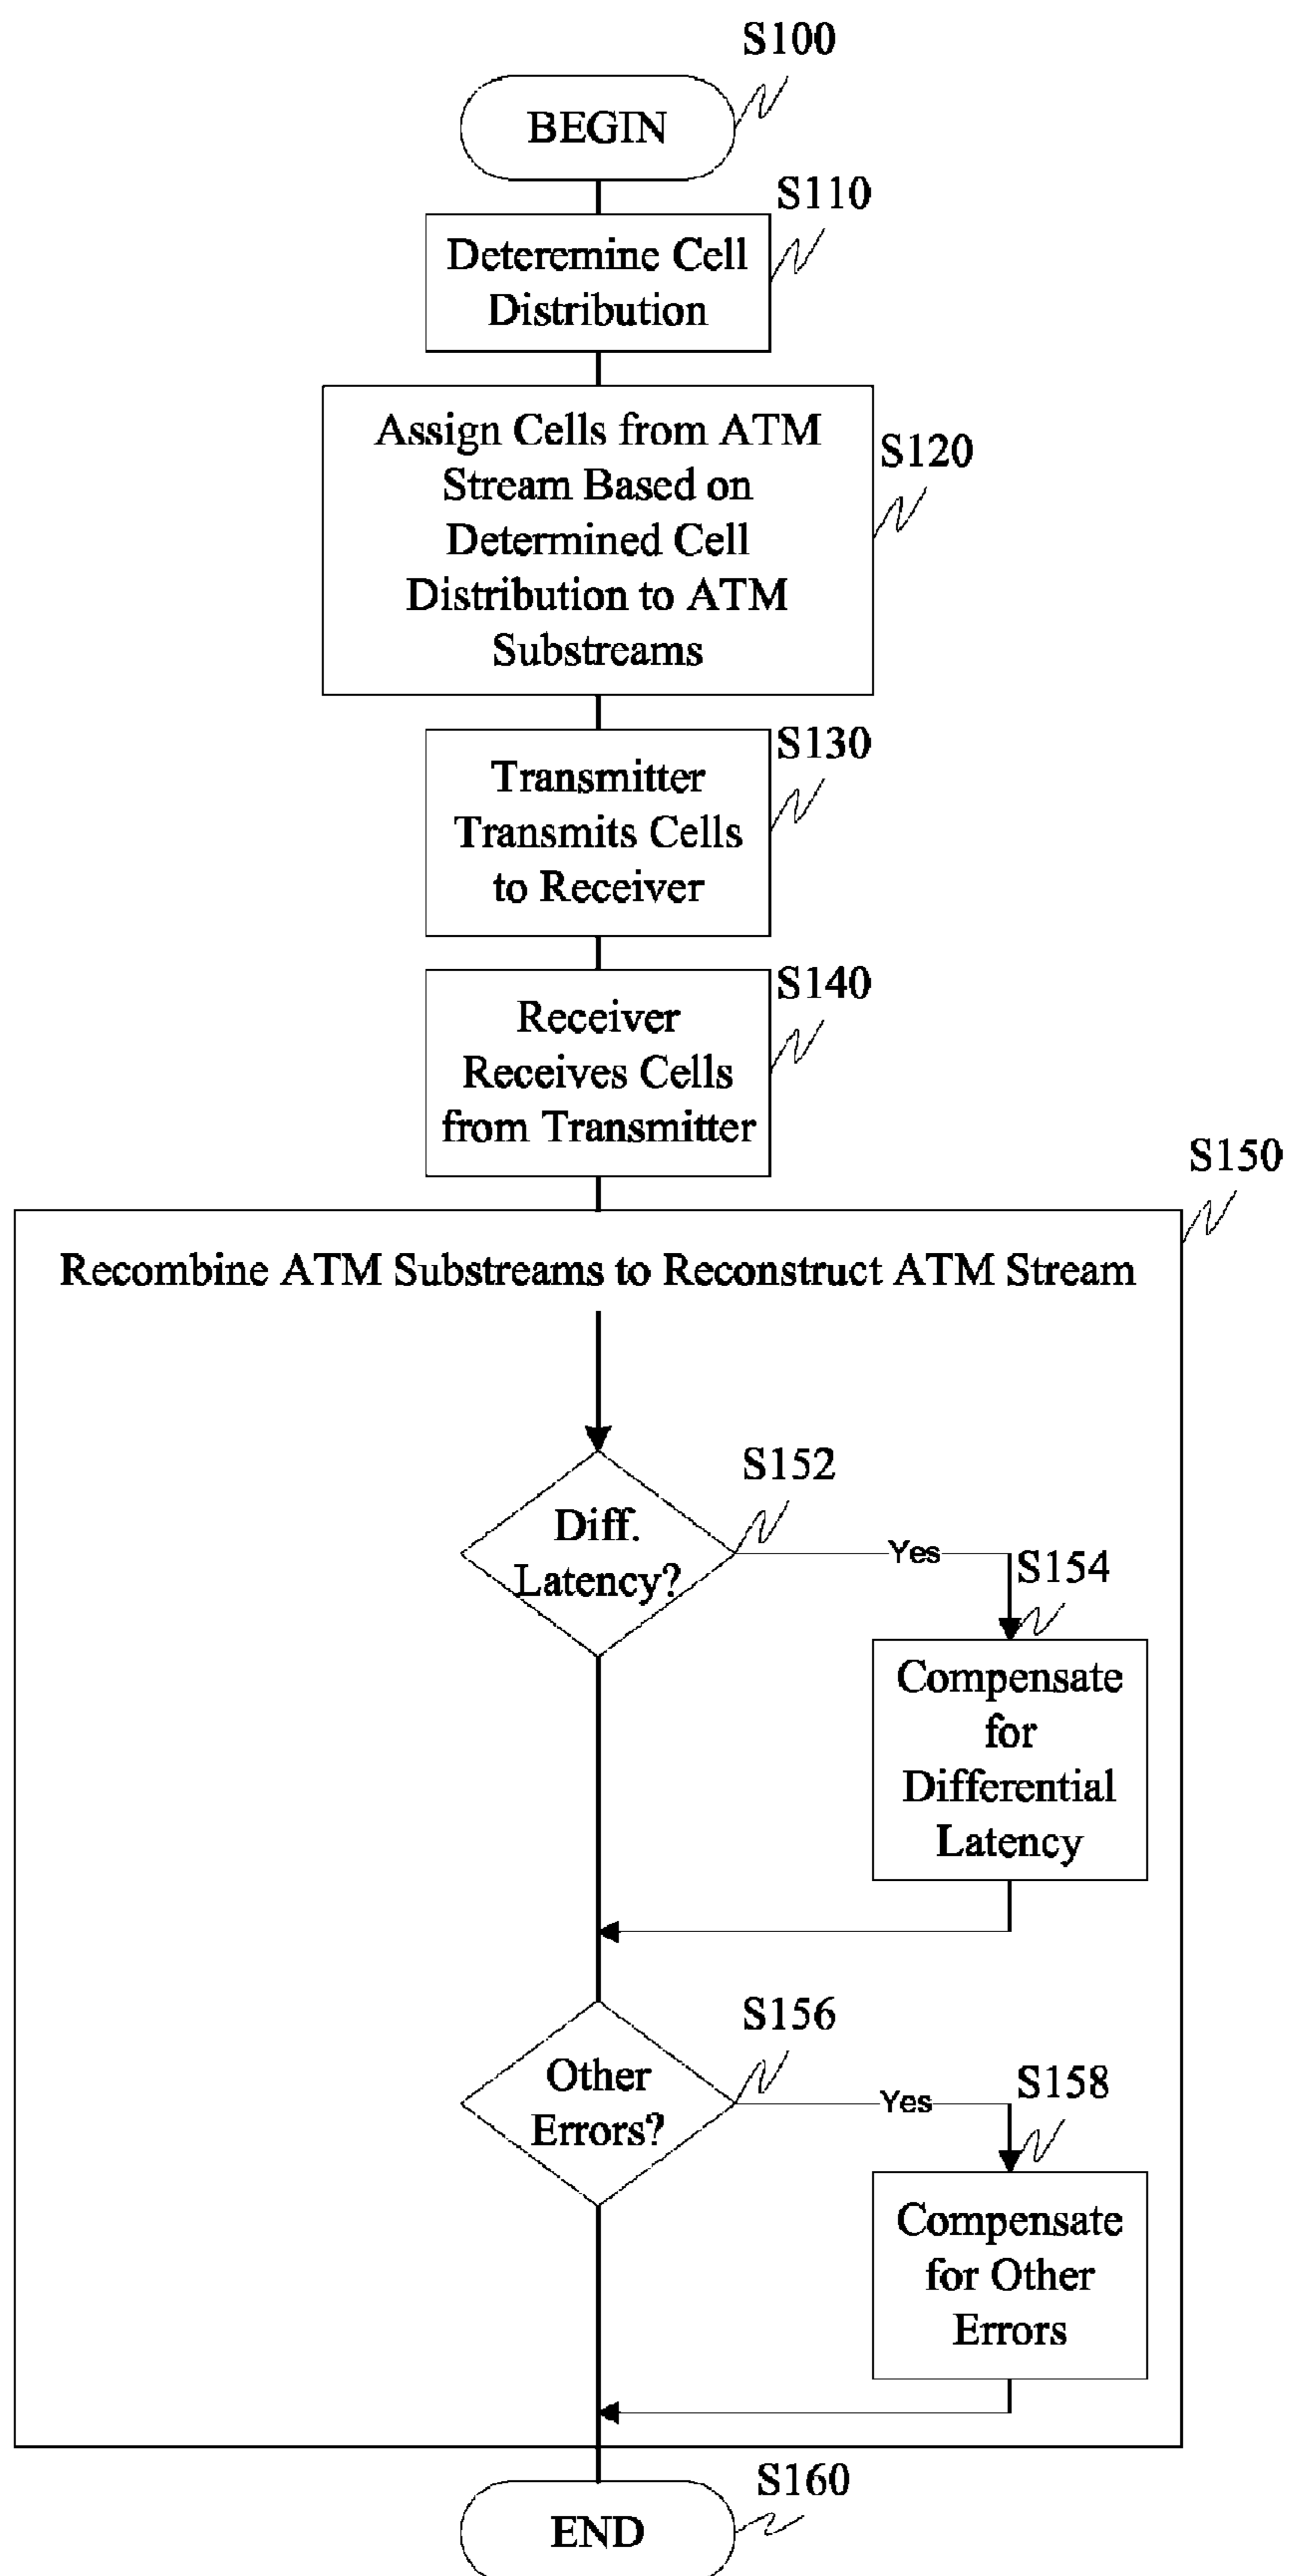 S100
BEGIN
S110
Deteremine Cell
Distribution
Assign Cells from ATM
Stream Based on
Determined Cell
Distribution to ATM
Substreams
S120
S130
Transmitter
Transmits Cells
to Receiver
S140
Receiver
Receives Cells
from Transmitter
S150
Recombine ATM Substreams to Reconstruct ATM Stream
S152
Diff.
Latency?
Yes
S154
Compensate
for
Differential
Latency
S156
Other
Errors?
Yes
S158
Compensate
for Other
Errors
S160
END